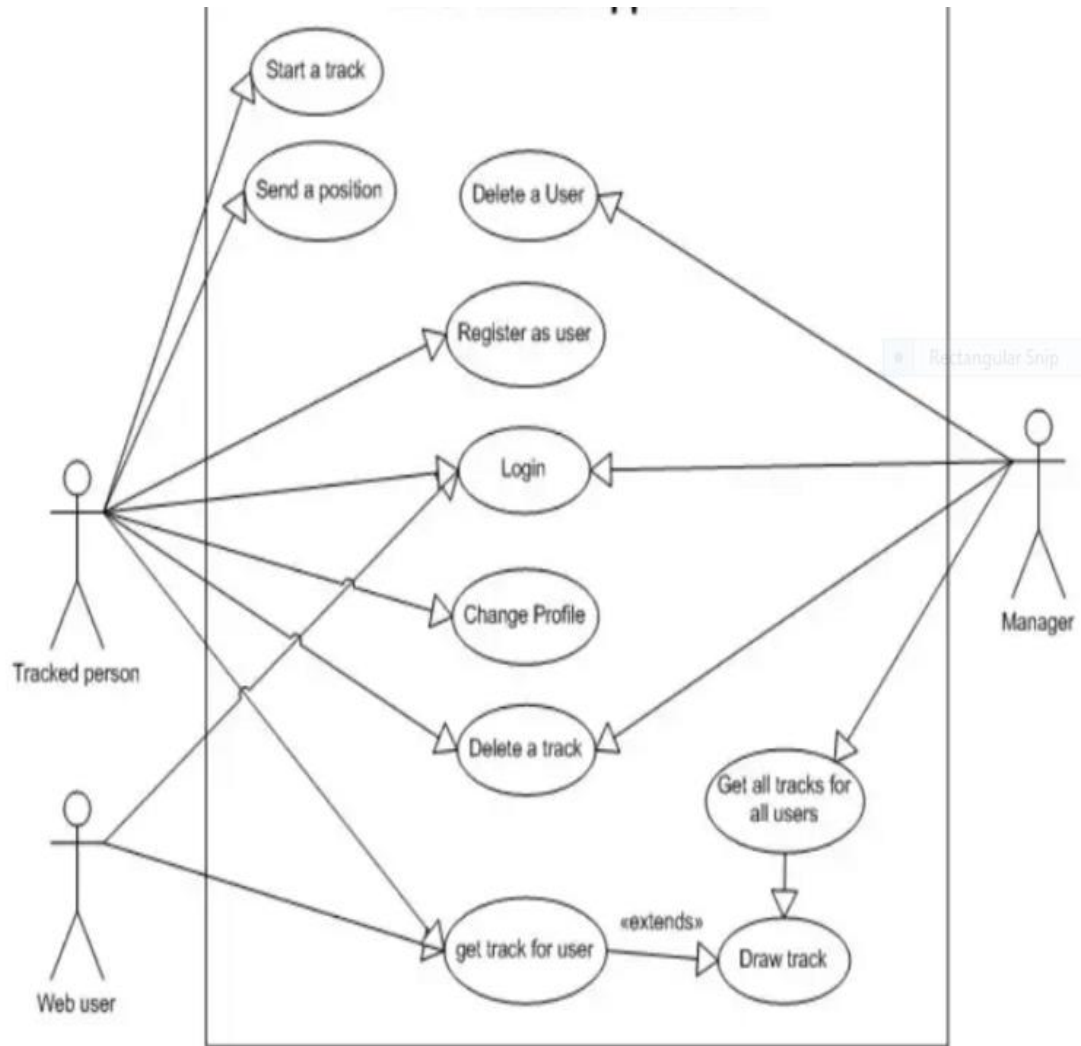 Start a track
Send a position
Delete a User
Register as user
Rectangular Snip
Login
Change Profile
Manager
Tracked person
Delete a track
Get all tracks for
all users
«extends»
get track for user
Draw track
Web user